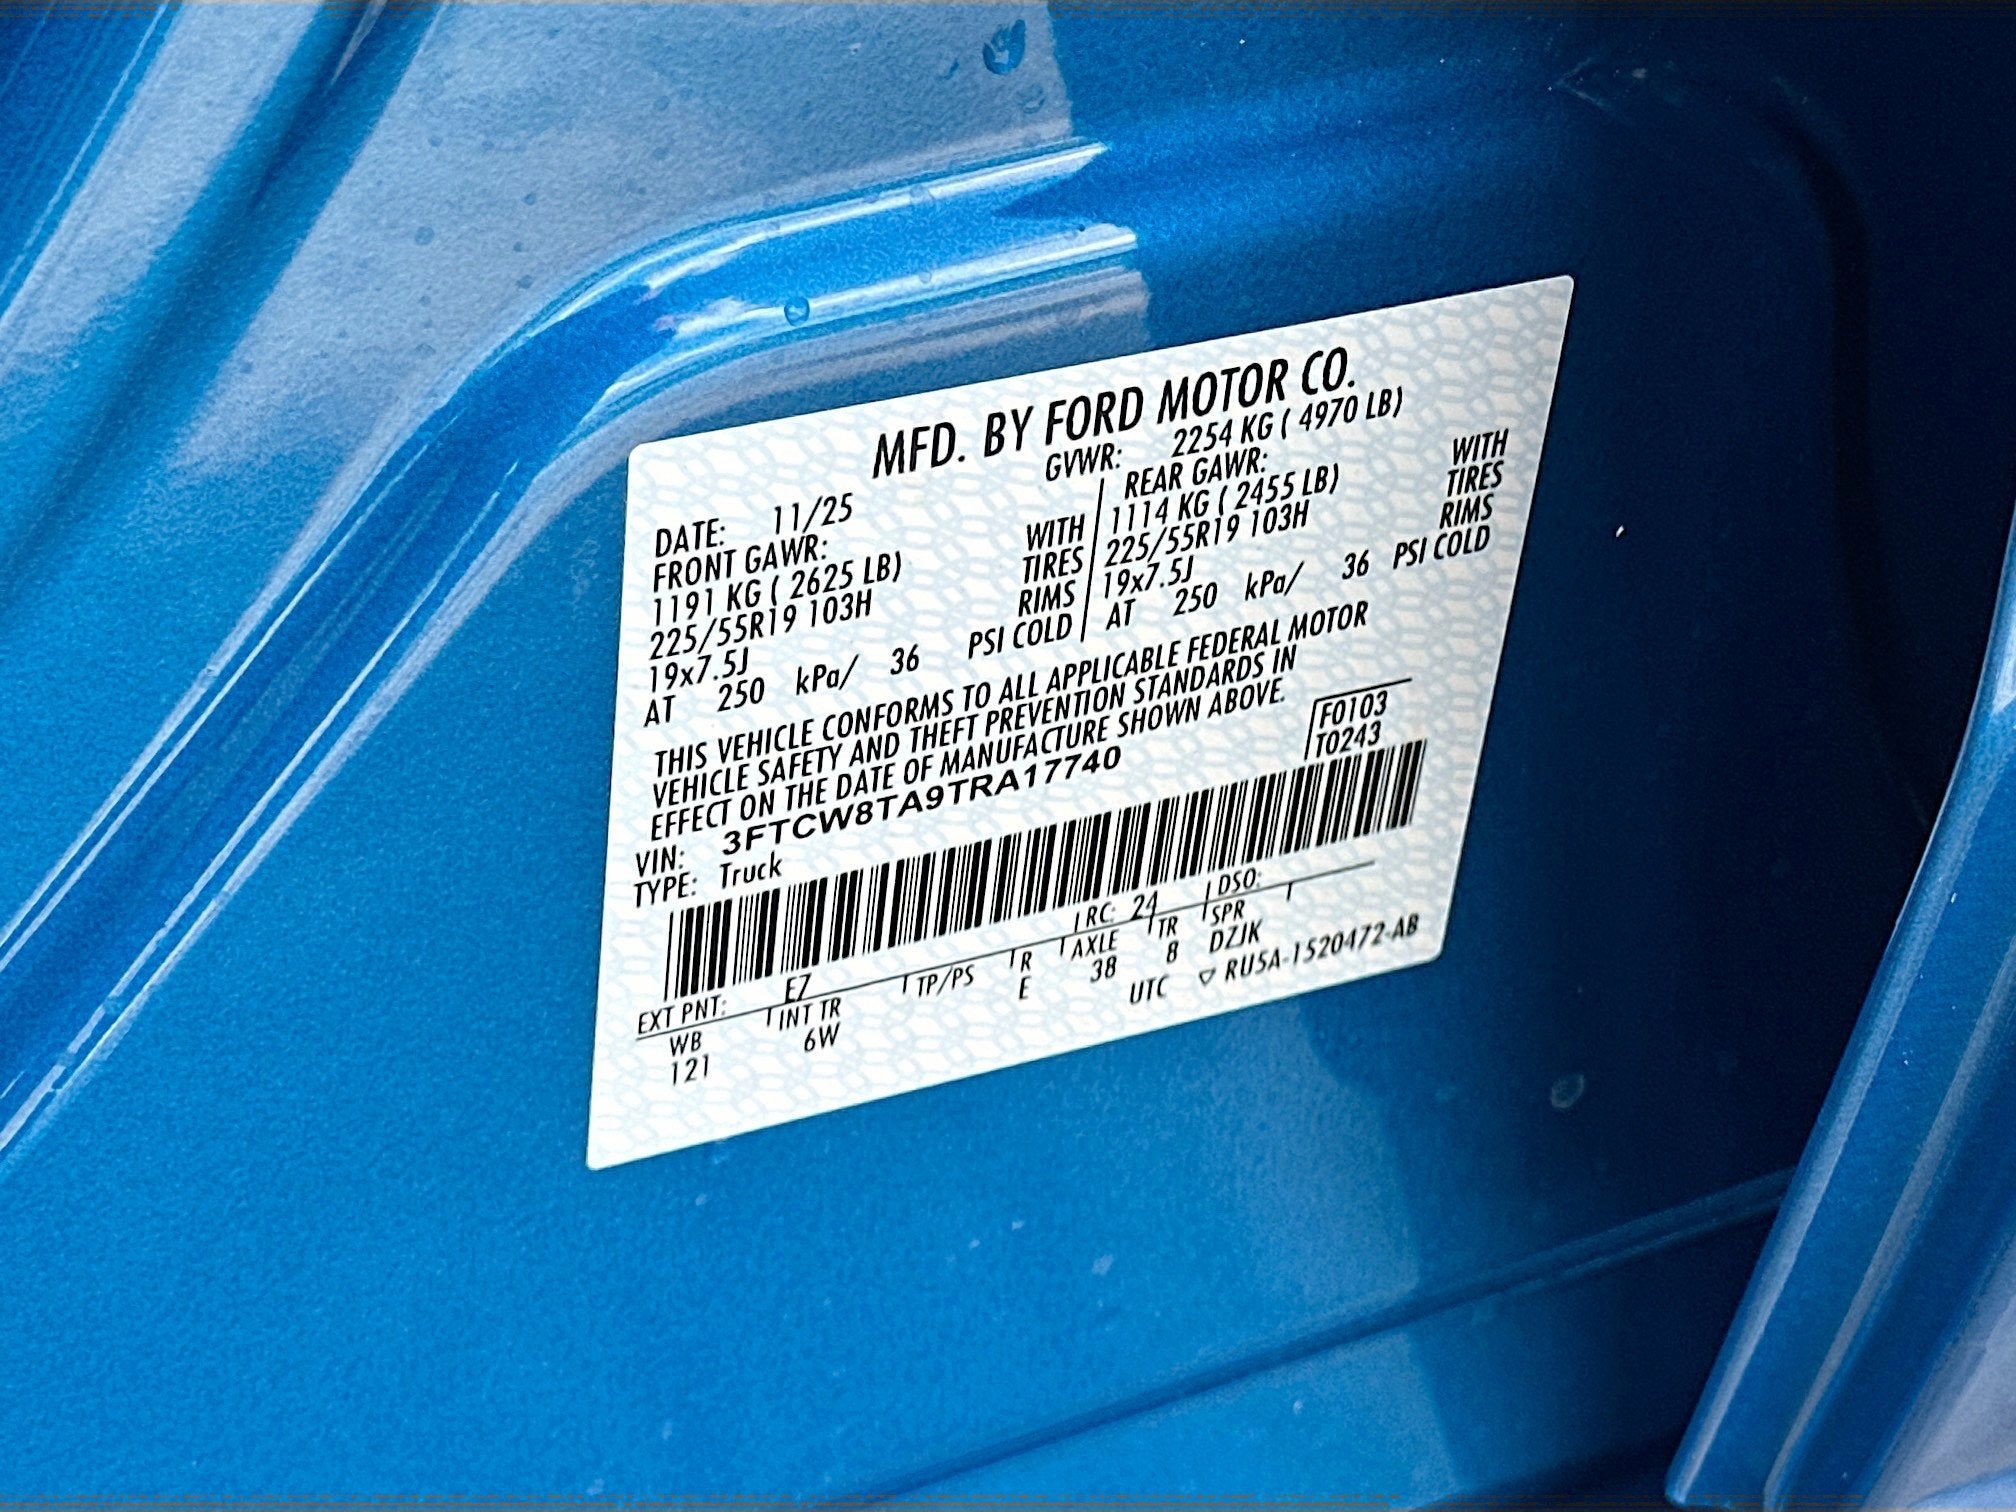 MFD. BY FORD MOTOR CO.
DATE: 11/25 GVWR: 2254 KG ( 4970 LB)
FRONT GAWR: REAR GAWR:
1191 KG ( 2625 LB) WITH 1114 KG ( 2455 LB) WITH
225/55R19 103H TIRES 225/55R19 103H TIRES
19x7.5J RIMS 19x7.5J RIMS
AT 250 kPa/ 36 PSI COLD AT 250 kPa/ 36 PSI COLD
THIS VEHICLE CONFORMS TO ALL APPLICABLE FEDERAL MOTOR
VEHICLE SAFETY AND THEFT PREVENTION STANDARDS IN
EFFECT ON THE DATE OF MANUFACTURE SHOWN ABOVE.
VIN: 3FTCW8TA9TRA17740 F0103
TYPE: Truck T0243
EXT PNT: EZ RC: 24 DSO:
WB INT TR TP/PS R AXLE TR SPR
121 6W E 38 8 DZJK
UTC ▽ RU5A-1520472-AB